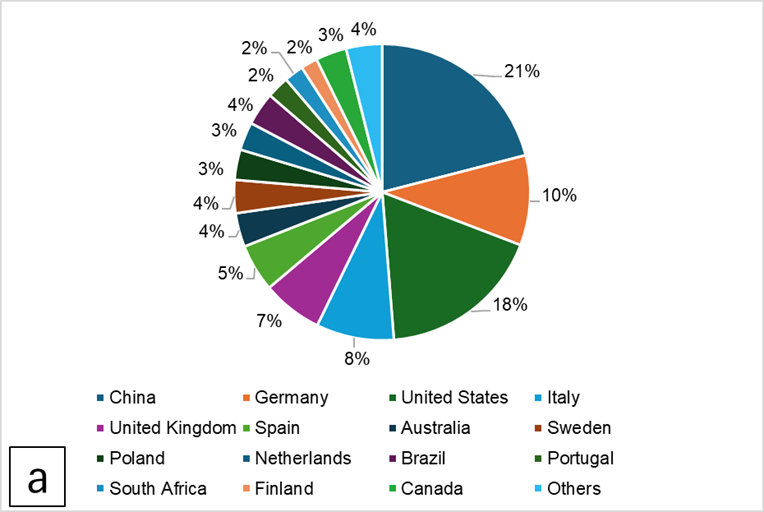 3% 4%
2% 2%
2%
21%
4%
3%
3%
10%
4%
4%
5%
18%
7%
8%
China Germany United States Italy
United Kingdom Spain Australia Sweden
Poland Netherlands Brazil Portugal
South Africa Finland Canada Others
a